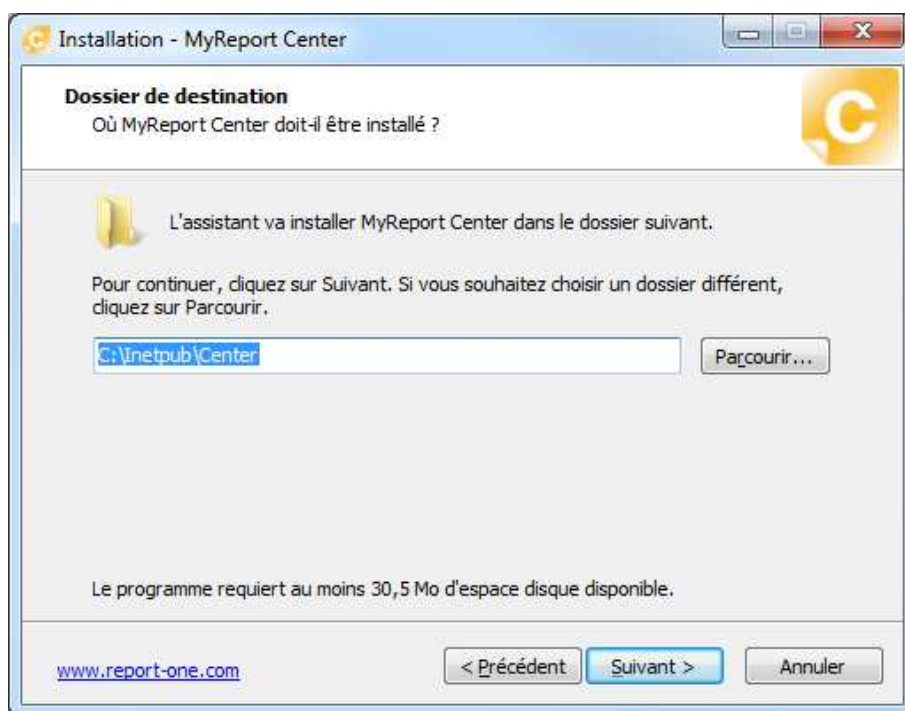 Installation - MyReport Center
Dossier de destination
Où MyReport Center doit-il être installé ?
C
L'assistant va installer MyReport Center dans le dossier suivant.
Pour continuer, cliquez sur Suivant. Si vous souhaitez choisir un dossier différent,
cliquez sur Parcourir.
C:\Inetpub\Center
Parcourir...
Le programme requiert au moins 30,5 Mo d'espace disque disponible.
www.report-one.com
< Précédent
Suivant >
Annuler